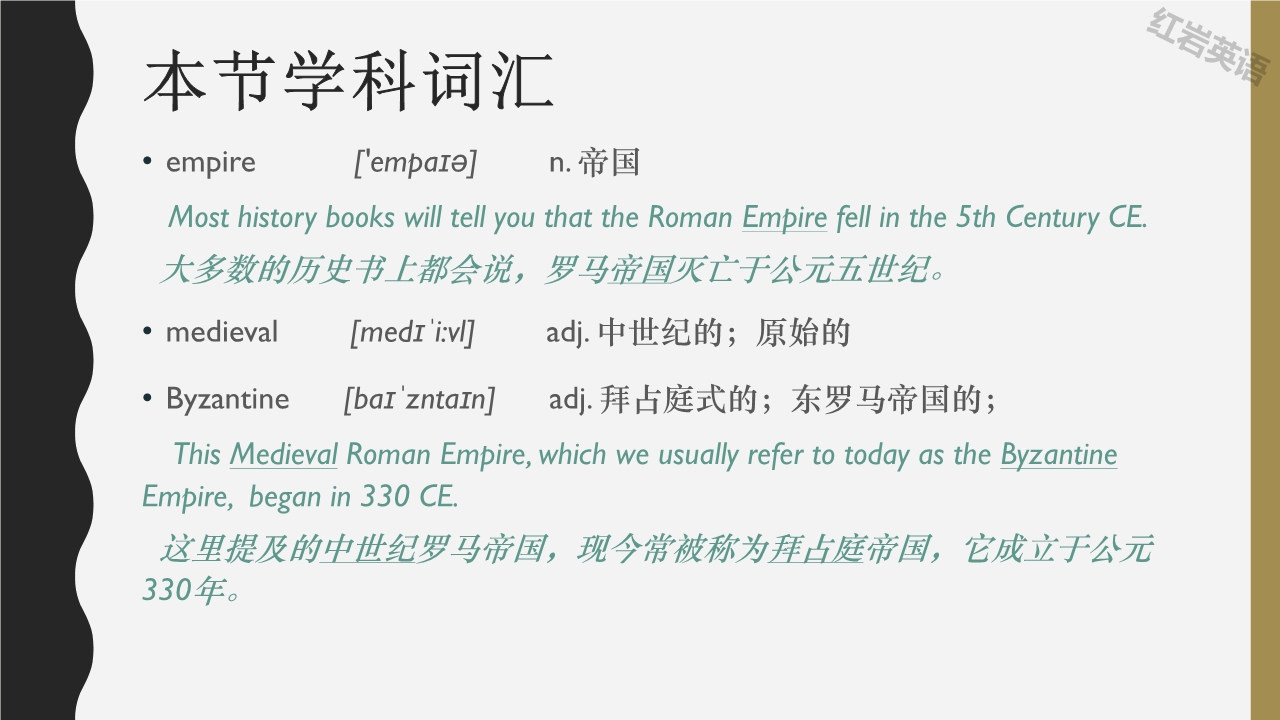 红岩英语
本节学科词汇
• empire ['empaɪə] n. 帝国
Most history books will tell you that the Roman Empire fell in the 5th Century CE.
大多数的历史书上都会说，罗马帝国灭亡于公元五世纪。
• medieval [medɪˈi:vl] adj. 中世纪的；原始的
• Byzantine [baɪˈzntaɪn] adj. 拜占庭式的；东罗马帝国的；
This Medieval Roman Empire, which we usually refer to today as the Byzantine
Empire, began in 330 CE.
这里提及的中世纪罗马帝国，现今常被称为拜占庭帝国，它成立于公元
330年。